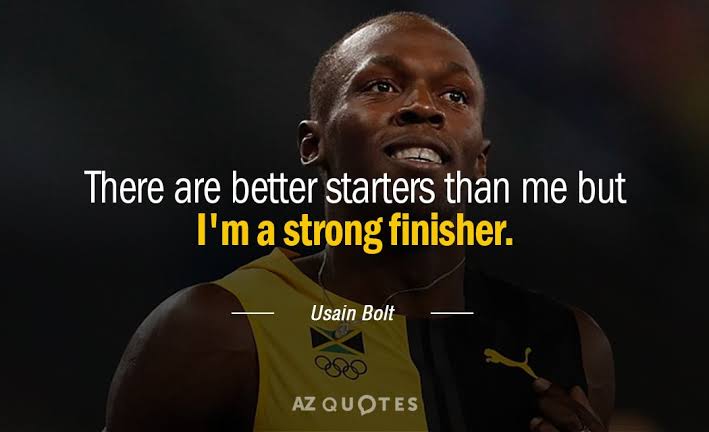 There are better starters than me but
I'm a strong finisher.
Usain Bolt
AZ QUOTES